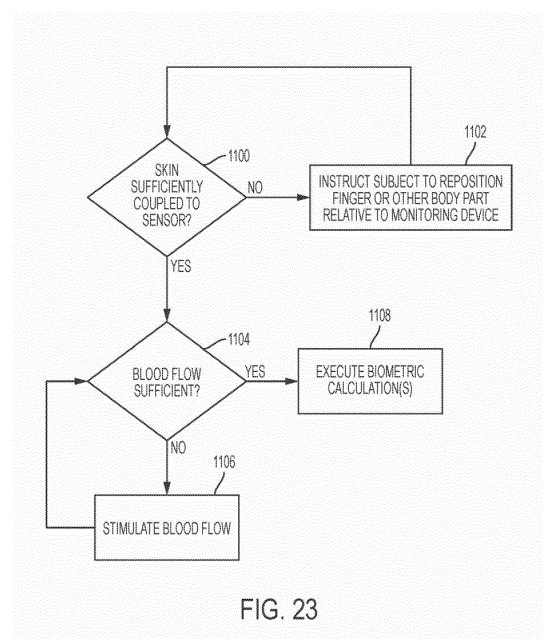 1100
SKIN
SUFFICIENTLY
COUPLED TO
SENSOR?
NO
1102
INSTRUCT SUBJECT TO REPOSITION
FINGER OR OTHER BODY PART
RELATIVE TO MONITORING DEVICE
YES
1104
BLOOD FLOW
SUFFICIENT?
YES
1108
EXECUTE BIOMETRIC
CALCULATION(S)
NO
1106
STIMULATE BLOOD FLOW
FIG. 23